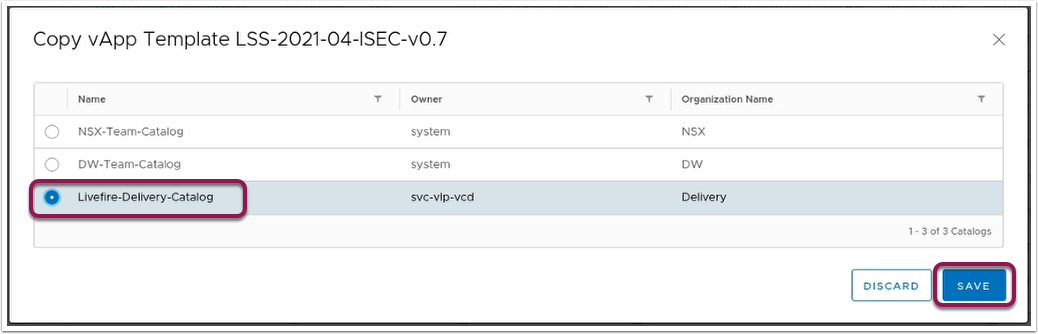 Copy vApp Template LSS-2021-04-ISEC-v0.7
Name Owner Organization Name
NSX-Team-Catalog system NSX
DW-Team-Catalog system DW
Livefire-Delivery-Catalog svc-vlp-vcd Delivery
1 - 3 of 3 Catalogs
DISCARD SAVE